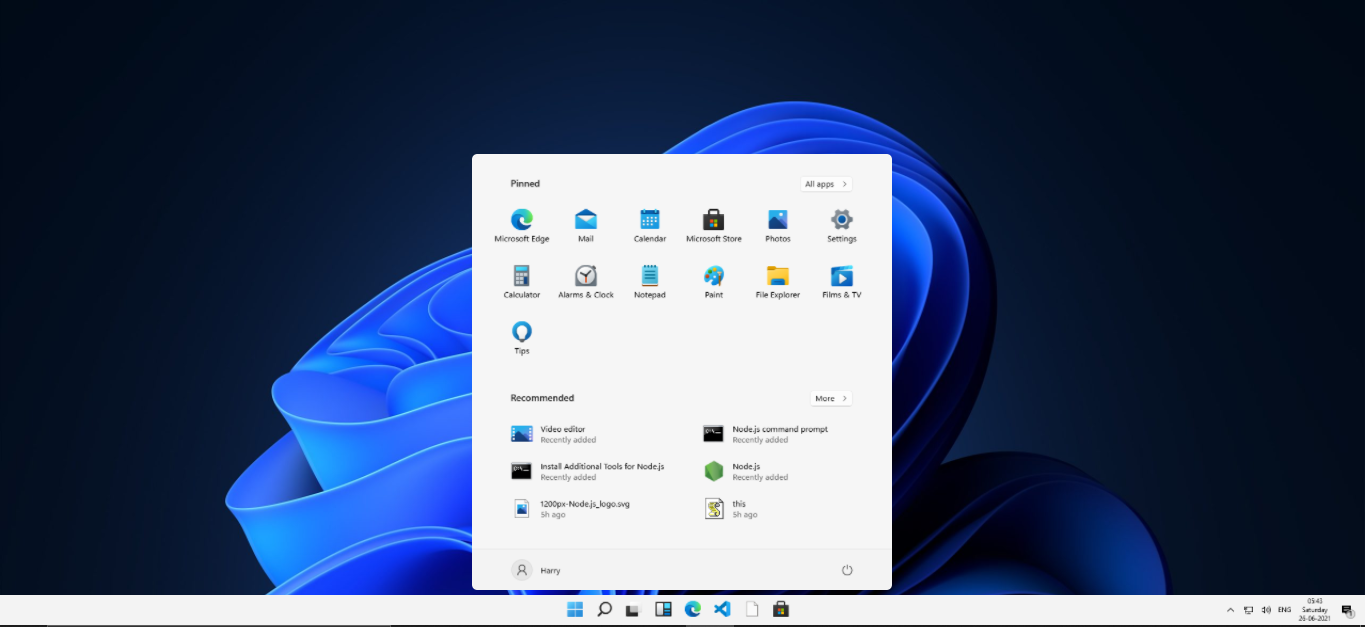 Pinned
All apps
Microsoft Edge
Mail
Calendar
Microsoft Store
Photos
Settings
Calculator
Alarms & Clock
Notepad
Paint
File Explorer
Films & TV
Tips
Recommended
More
Video editor
Recently added
Node.js command prompt
Recently added
Install Additional Tools for Node.js
Recently added
Node.js
Recently added
1200px-Node.js_logo.svg
5h ago
this
5h ago
Harry
ENG
05:43
Saturday
26-06-2021